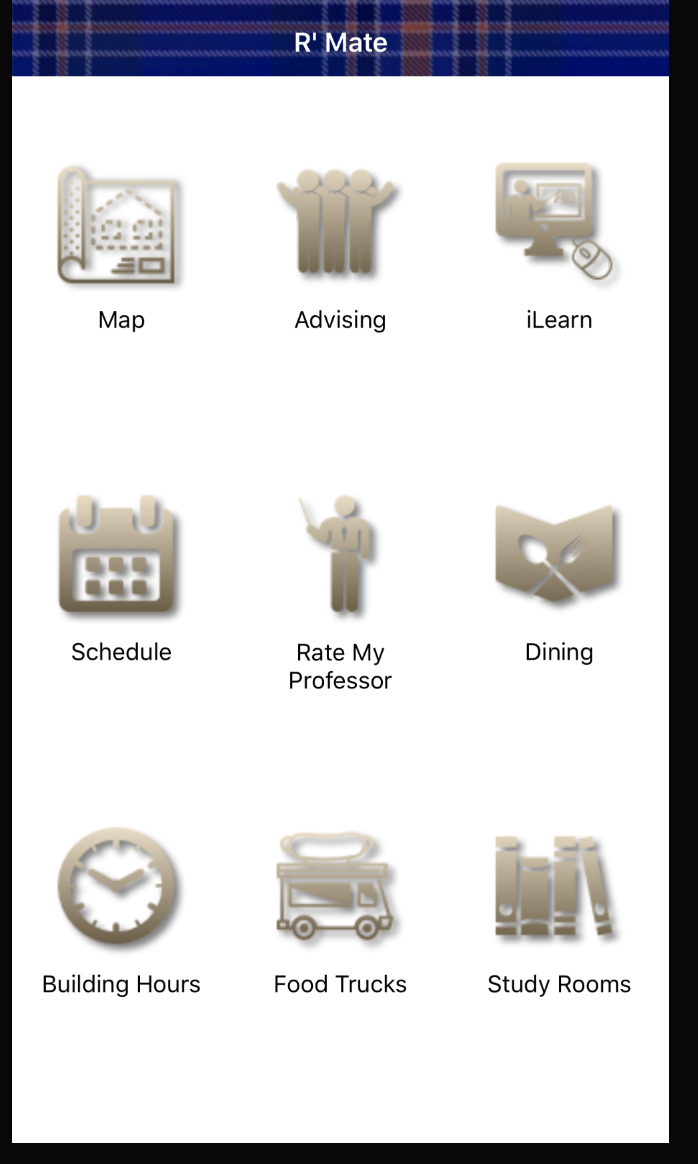 R' Mate
Map
Advising
iLearn
Schedule
Rate My
Professor
Dining
Building Hours
Food Trucks
Study Rooms